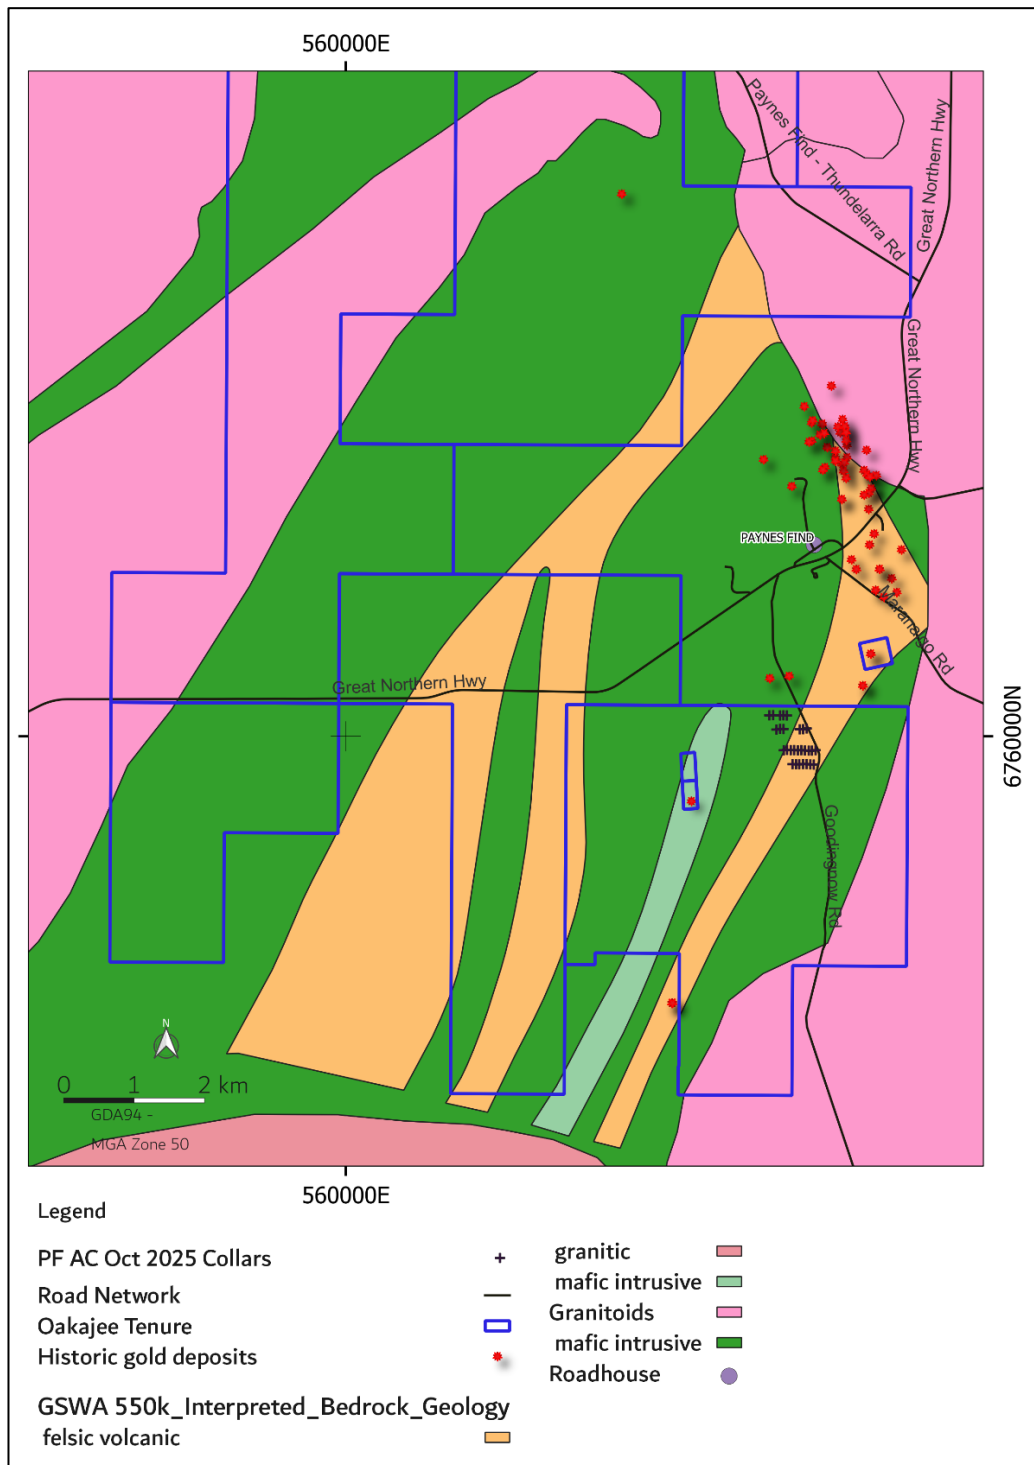 560000E
Paynes Find - Thundelarra Rd
Great Northern Hwy
Great Northern Hwy
PAYNES FIND
Maranalgo Rd
Great Northern Hwy
6760000N
Goodingnow Rd
N
0 1 2 km
GDA94 -
MGA Zone 50
560000E
Legend
PF AC Oct 2025 Collars
Road Network
Oakajee Tenure
Historic gold deposits
GSWA 550k_Interpreted_Bedrock_Geology
felsic volcanic
granitic
mafic intrusive
Granitoids
mafic intrusive
Roadhouse